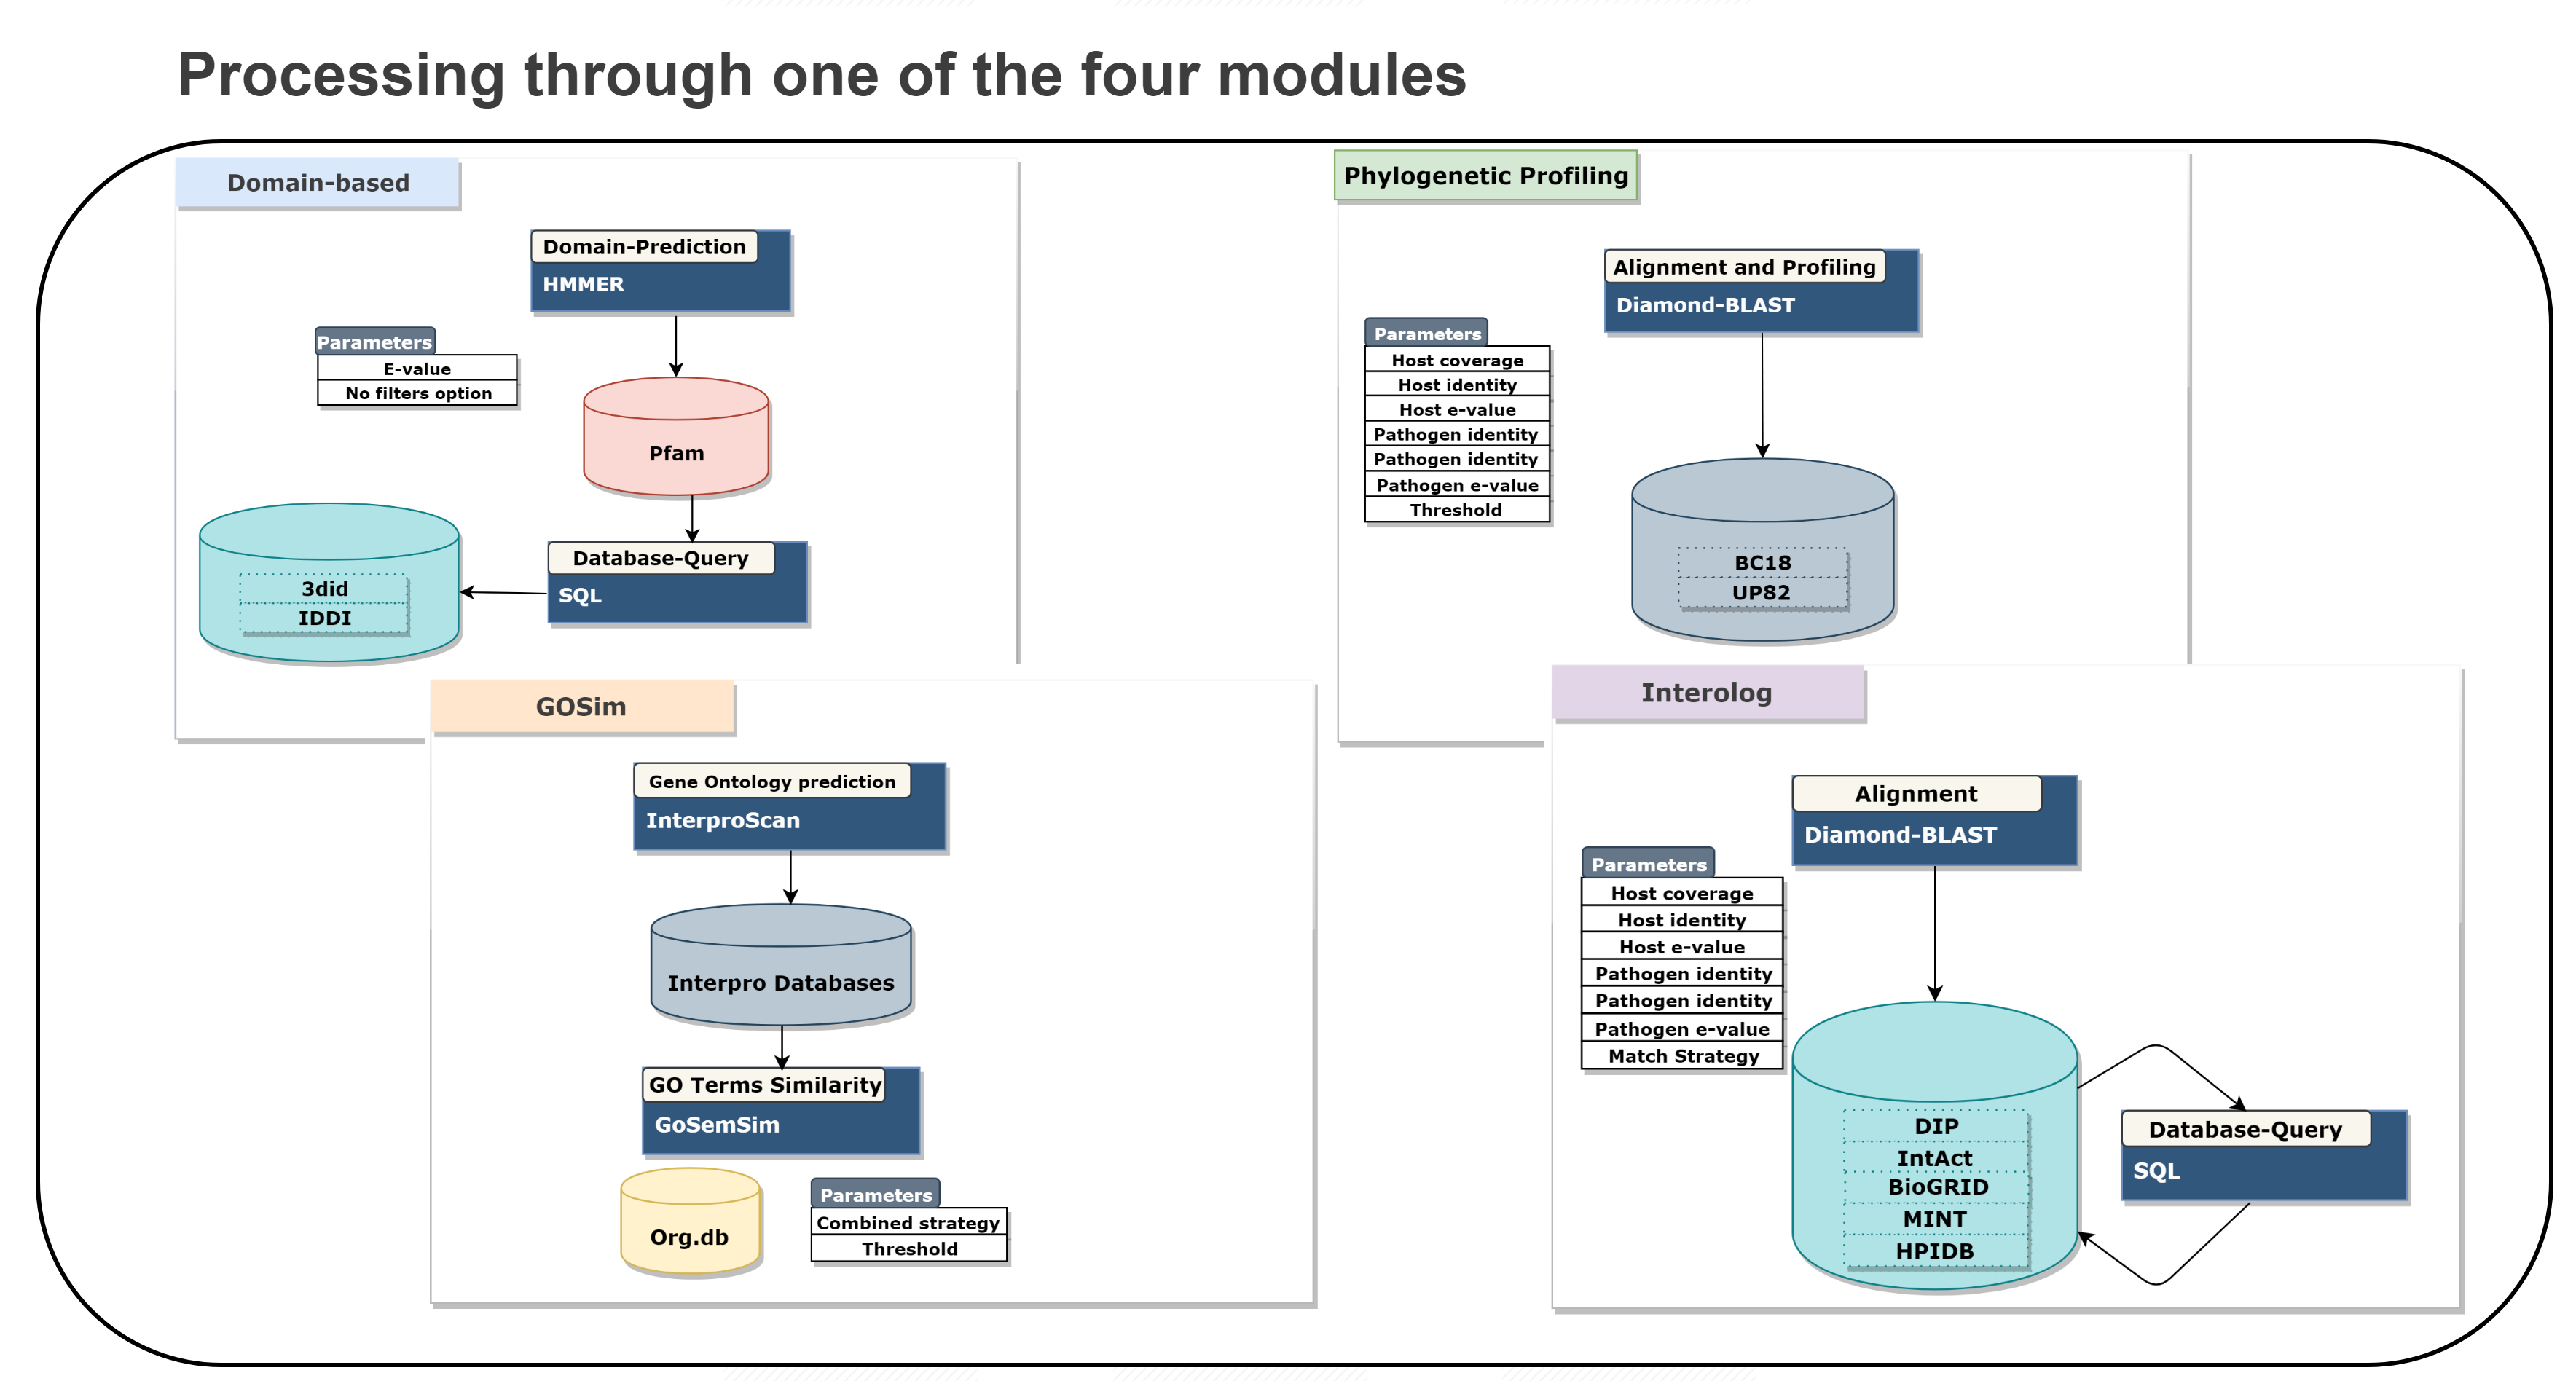 Processing through one of the four modules
Domain-based
Domain-Prediction
HMMER
Parameters
E-value
No filters option
Pfam
Database-Query
SQL
3did
IDDI
Phylogenetic Profiling
Alignment and Profiling
Diamond-BLAST
Parameters
Host coverage
Host identity
Host e-value
Pathogen identity
Pathogen identity
Pathogen e-value
Threshold
BC18
UP82
GOSim
Gene Ontology prediction
InterproScan
Interpro Databases
GO Terms Similarity
GoSemSim
Org.db
Parameters
Combined strategy
Threshold
Interolog
Alignment
Diamond-BLAST
Parameters
Host coverage
Host identity
Host e-value
Pathogen identity
Pathogen identity
Pathogen e-value
Match Strategy
DIP
IntAct
BioGRID
MINT
HPIDB
Database-Query
SQL